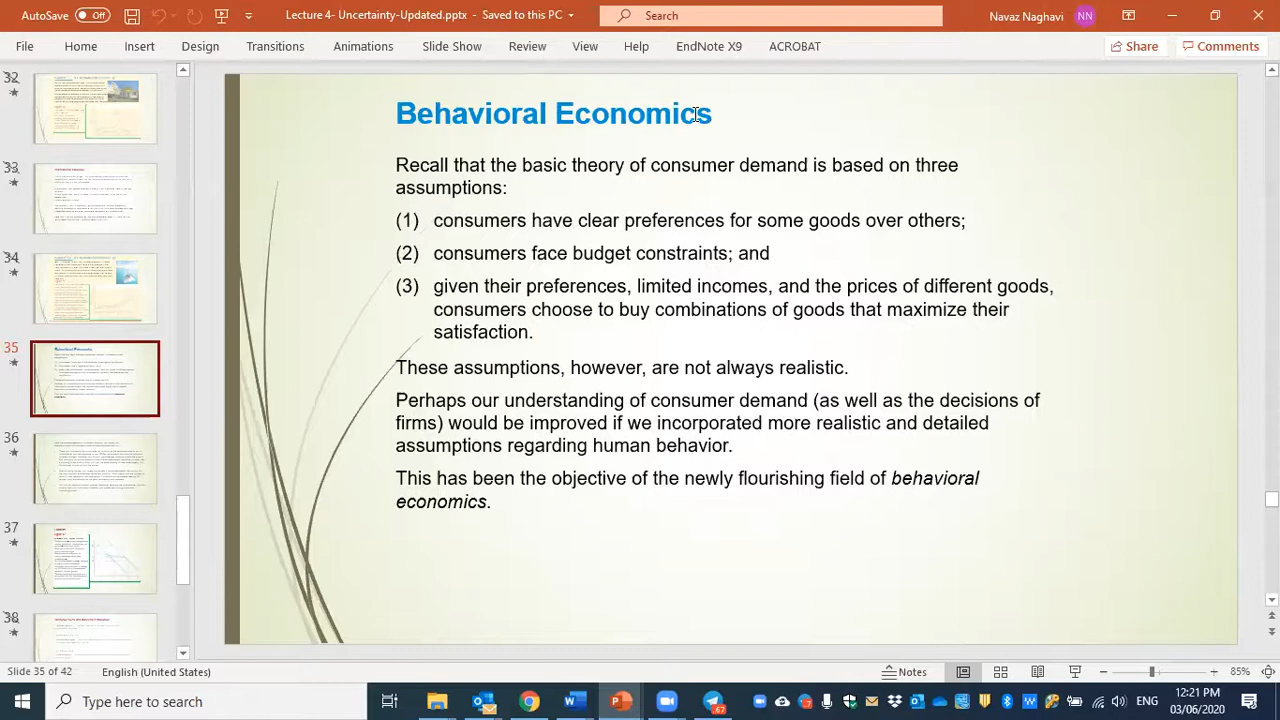 AutoSave Off Lecture 4- Uncertainty-Updated.pptx - Saved to this PC Search Navaz Naghavi NN
File Home Insert Design Transitions Animations Slide Show Review View Help EndNote X9 ACROBAT Share Comments
Behavioral Economics
Recall that the basic theory of consumer demand is based on three
assumptions:
(1) consumers have clear preferences for some goods over others;
(2) consumers face budget constraints; and
(3) given their preferences, limited incomes, and the prices of different goods,
consumers choose to buy combinations of goods that maximize their
satisfaction.
These assumptions, however, are not always realistic.
Perhaps our understanding of consumer demand (as well as the decisions of
firms) would be improved if we incorporated more realistic and detailed
assumptions regarding human behavior.
This has been the objective of the newly flourishing field of behavioral
economics.
32
33
34
35
36
37
38
Slide 35 of 42 English (United States) Notes 85%
Type here to search 67 ENG 12:21 PM
03/06/2020